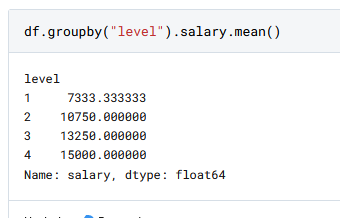 df.groupby("level").salary.mean()
level
1     7333.333333
2    10750.000000
3    13250.000000
4    15000.000000
Name: salary, dtype: float64